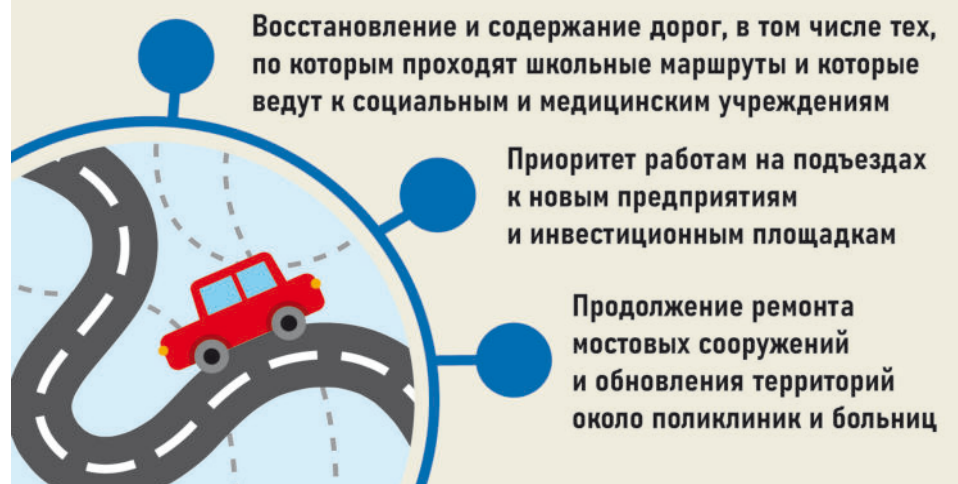 Восстановление и содержание дорог, в том числе тех,
по которым проходят школьные маршруты и которые
ведут к социальным и медицинским учреждениям
Приоритет работам на подъездах
к новым предприятиям
и инвестиционным площадкам
Продолжение ремонта
мостовых сооружений
и обновления территорий
около поликлиник и больниц